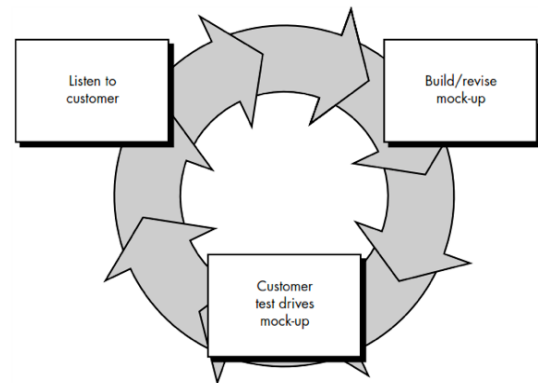 Listen to
customer
Build/revise
mock-up
Customer
test drives
mock-up